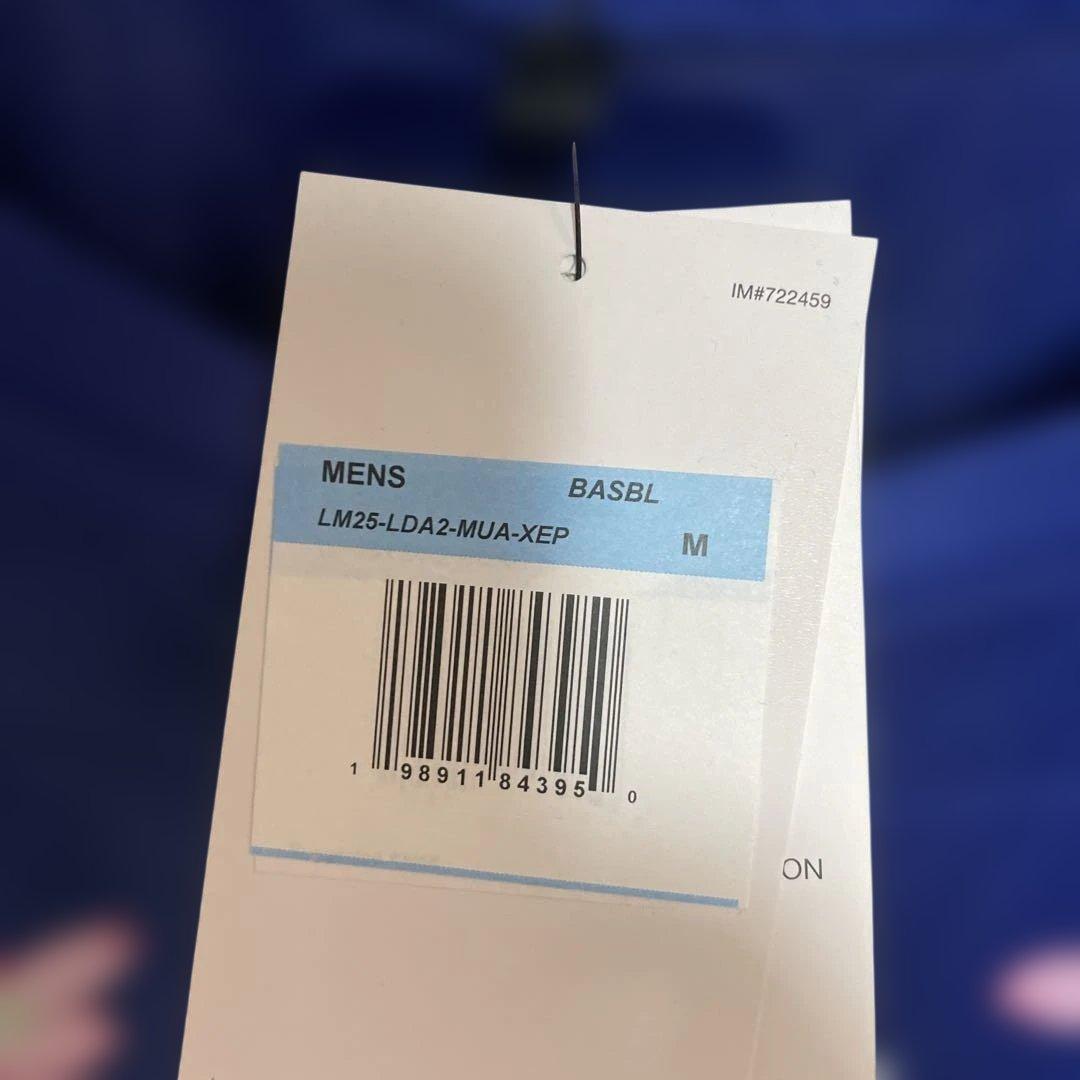 IM#722459
MENS BASBL
LM25-LDA2-MUA-XEP M
1 98911 84395 0
ON